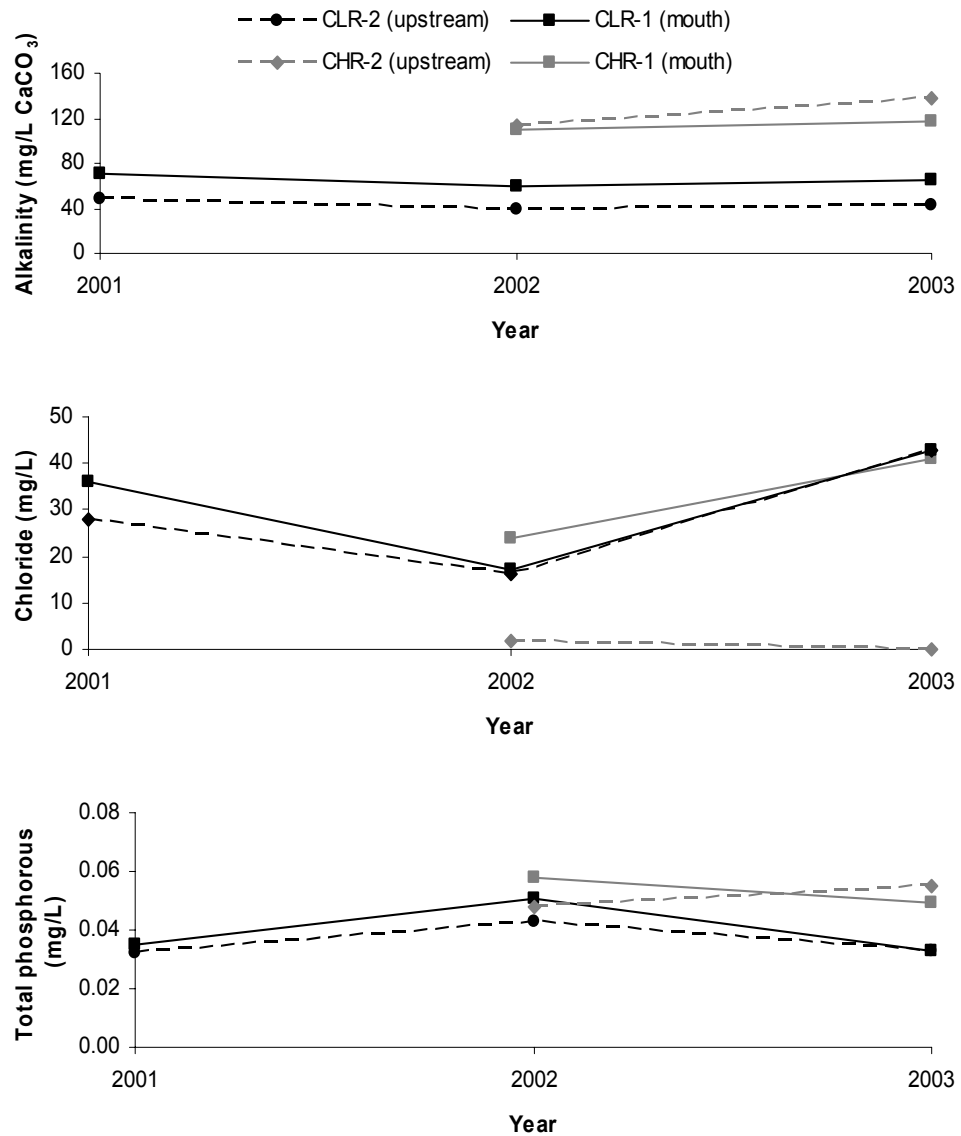 CLR-2 (upstream) CLR-1 (mouth)
CHR-2 (upstream) CHR-1 (mouth)
Alkalinity (mg/L CaCO3)
160
120
80
40
0
2001 2002 2003
Year
Chloride (mg/L)
50
40
30
20
10
0
2001 2002 2003
Year
Total phosphorous
(mg/L)
0.08
0.06
0.04
0.02
0.00
2001 2002 2003
Year